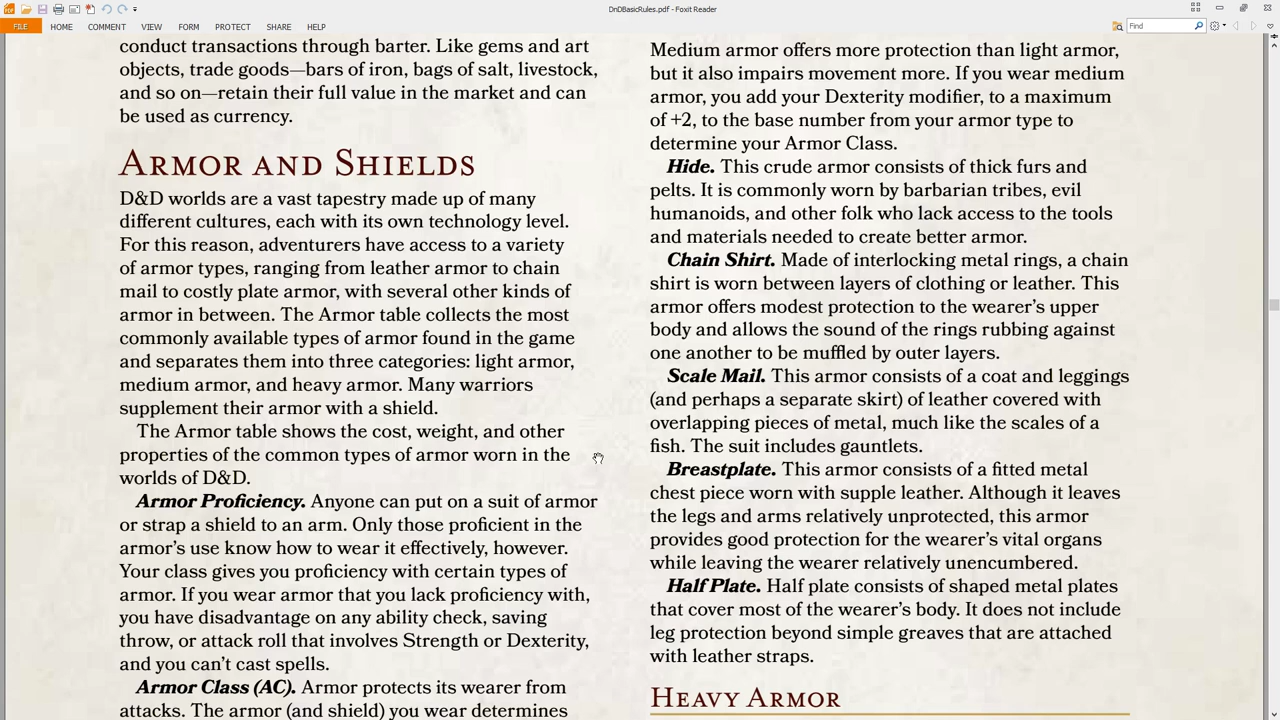 DnDBasicRules.pdf - Foxit Reader
FILE HOME COMMENT VIEW FORM PROTECT SHARE HELP
Find
conduct transactions through barter. Like gems and art
objects, trade goods—bars of iron, bags of salt, livestock,
and so on—retain their full value in the market and can
be used as currency.
Armor and Shields
D&D worlds are a vast tapestry made up of many
different cultures, each with its own technology level.
For this reason, adventurers have access to a variety
of armor types, ranging from leather armor to chain
mail to costly plate armor, with several other kinds of
armor in between. The Armor table collects the most
commonly available types of armor found in the game
and separates them into three categories: light armor,
medium armor, and heavy armor. Many warriors
supplement their armor with a shield.
The Armor table shows the cost, weight, and other
properties of the common types of armor worn in the
worlds of D&D.
Armor Proficiency. Anyone can put on a suit of armor
or strap a shield to an arm. Only those proficient in the
armor's use know how to wear it effectively, however.
Your class gives you proficiency with certain types of
armor. If you wear armor that you lack proficiency with,
you have disadvantage on any ability check, saving
throw, or attack roll that involves Strength or Dexterity,
and you can't cast spells.
Armor Class (AC). Armor protects its wearer from
attacks. The armor (and shield) you wear determines
Medium armor offers more protection than light armor,
but it also impairs movement more. If you wear medium
armor, you add your Dexterity modifier, to a maximum
of +2, to the base number from your armor type to
determine your Armor Class.
Hide. This crude armor consists of thick furs and
pelts. It is commonly worn by barbarian tribes, evil
humanoids, and other folk who lack access to the tools
and materials needed to create better armor.
Chain Shirt. Made of interlocking metal rings, a chain
shirt is worn between layers of clothing or leather. This
armor offers modest protection to the wearer's upper
body and allows the sound of the rings rubbing against
one another to be muffled by outer layers.
Scale Mail. This armor consists of a coat and leggings
(and perhaps a separate skirt) of leather covered with
overlapping pieces of metal, much like the scales of a
fish. The suit includes gauntlets.
Breastplate. This armor consists of a fitted metal
chest piece worn with supple leather. Although it leaves
the legs and arms relatively unprotected, this armor
provides good protection for the wearer's vital organs
while leaving the wearer relatively unencumbered.
Half Plate. Half plate consists of shaped metal plates
that cover most of the wearer's body. It does not include
leg protection beyond simple greaves that are attached
with leather straps.
Heavy Armor